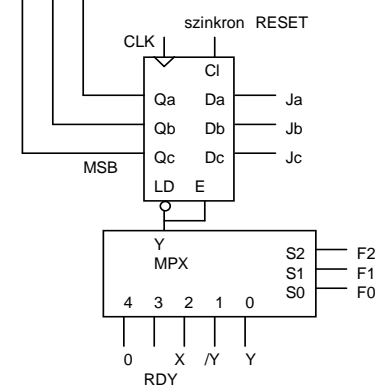 szinkron RESET
CLK
Cl
Qa Da Ja
Qb Db Jb
Qc Dc Jc
MSB
LD E
Y
MPX
S2 F2
S1 F1
S0 F0
4 3 2 1 0
0 X /Y Y
RDY